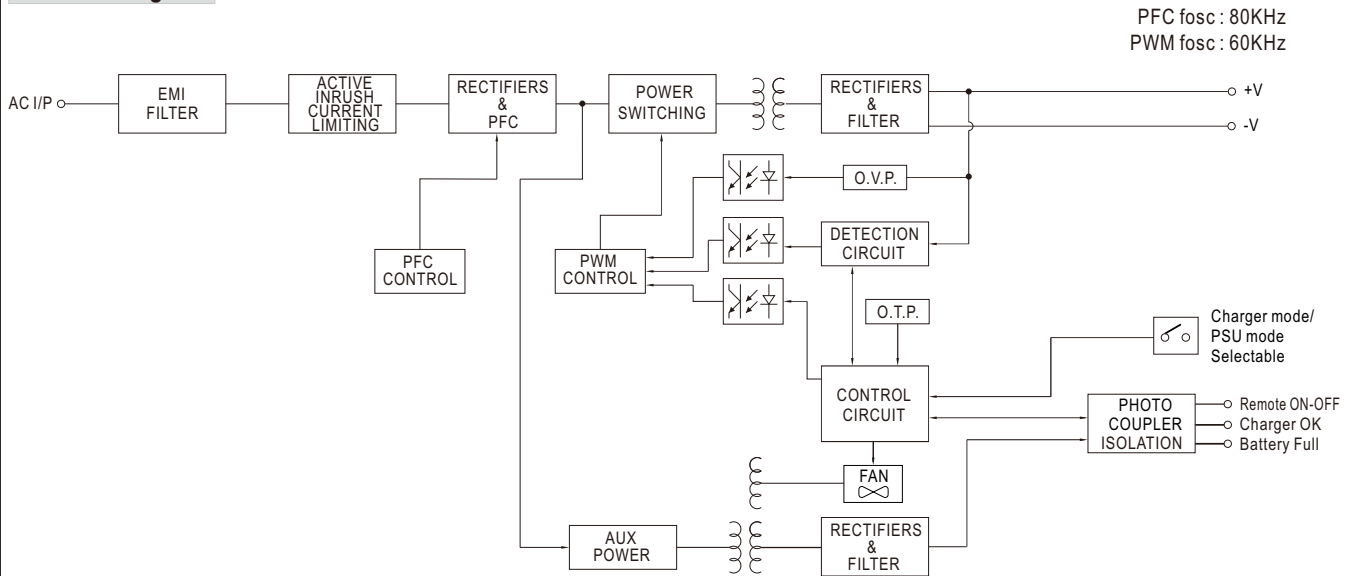 PFC fosc : 80KHz
PWM fosc : 60KHz
AC I/P
EMI
FILTER
ACTIVE
INRUSH
CURRENT
LIMITING
RECTIFIERS
&
PFC
POWER
SWITCHING
RECTIFIERS
&
FILTER
+V
-V
O.V.P.
DETECTION
CIRCUIT
PFC
CONTROL
PWM
CONTROL
O.T.P.
Charger mode/
PSU mode
Selectable
CONTROL
CIRCUIT
PHOTO
COUPLER
ISOLATION
Remote ON-OFF
Charger OK
Battery Full
FAN
AUX
POWER
RECTIFIERS
&
FILTER